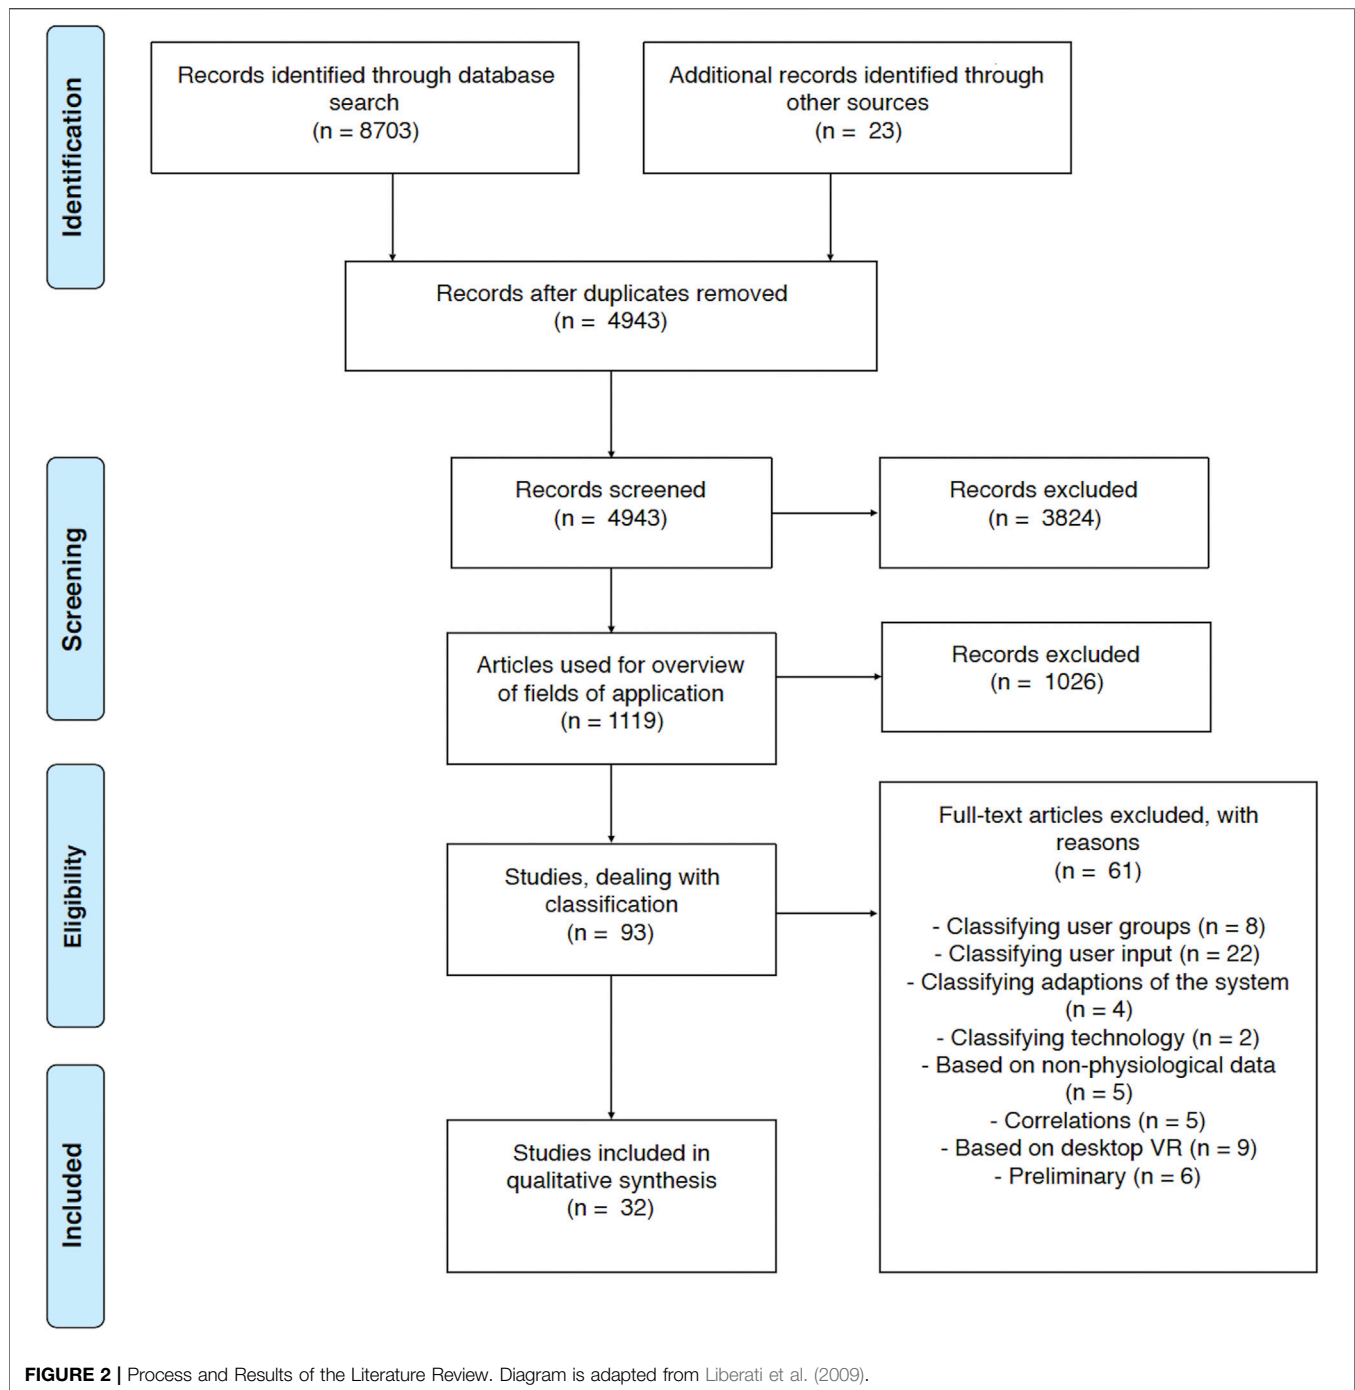 Identification
Records identified through database
search
(n = 8703)
Additional records identified through
other sources
(n = 23)
Records after duplicates removed
(n = 4943)
Screening
Records screened
(n = 4943)
Records excluded
(n = 3824)
Articles used for overview
of fields of application
(n = 1119)
Records excluded
(n = 1026)
Eligibility
Studies, dealing with
classification
(n = 93)
Full-text articles excluded, with
reasons
(n = 61)
- Classifying user groups (n = 8)
- Classifying user input (n = 22)
- Classifying adaptions of the system
(n = 4)
- Classifying technology (n = 2)
- Based on non-physiological data
(n = 5)
- Correlations (n = 5)
- Based on desktop VR (n = 9)
- Preliminary (n = 6)
Included
Studies included in
qualitative synthesis
(n = 32)
FIGURE 2 | Process and Results of the Literature Review. Diagram is adapted from Liberati et al. (2009).